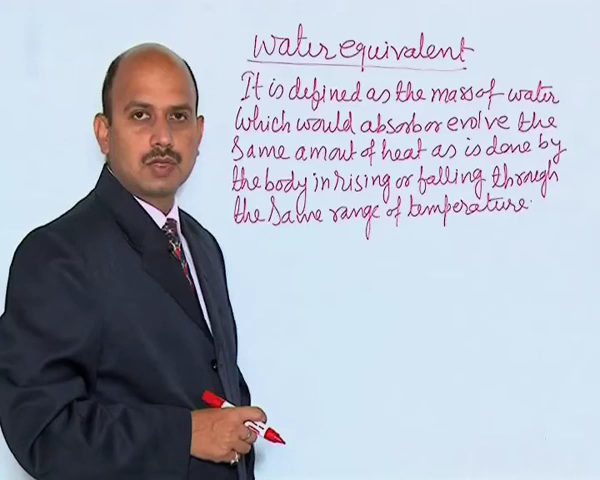 Water equivalent
It is defined as the mass of water
which would absorb or evolve the
same amout of heat as is done by
the body in rising or falling through
the same range of temperature.